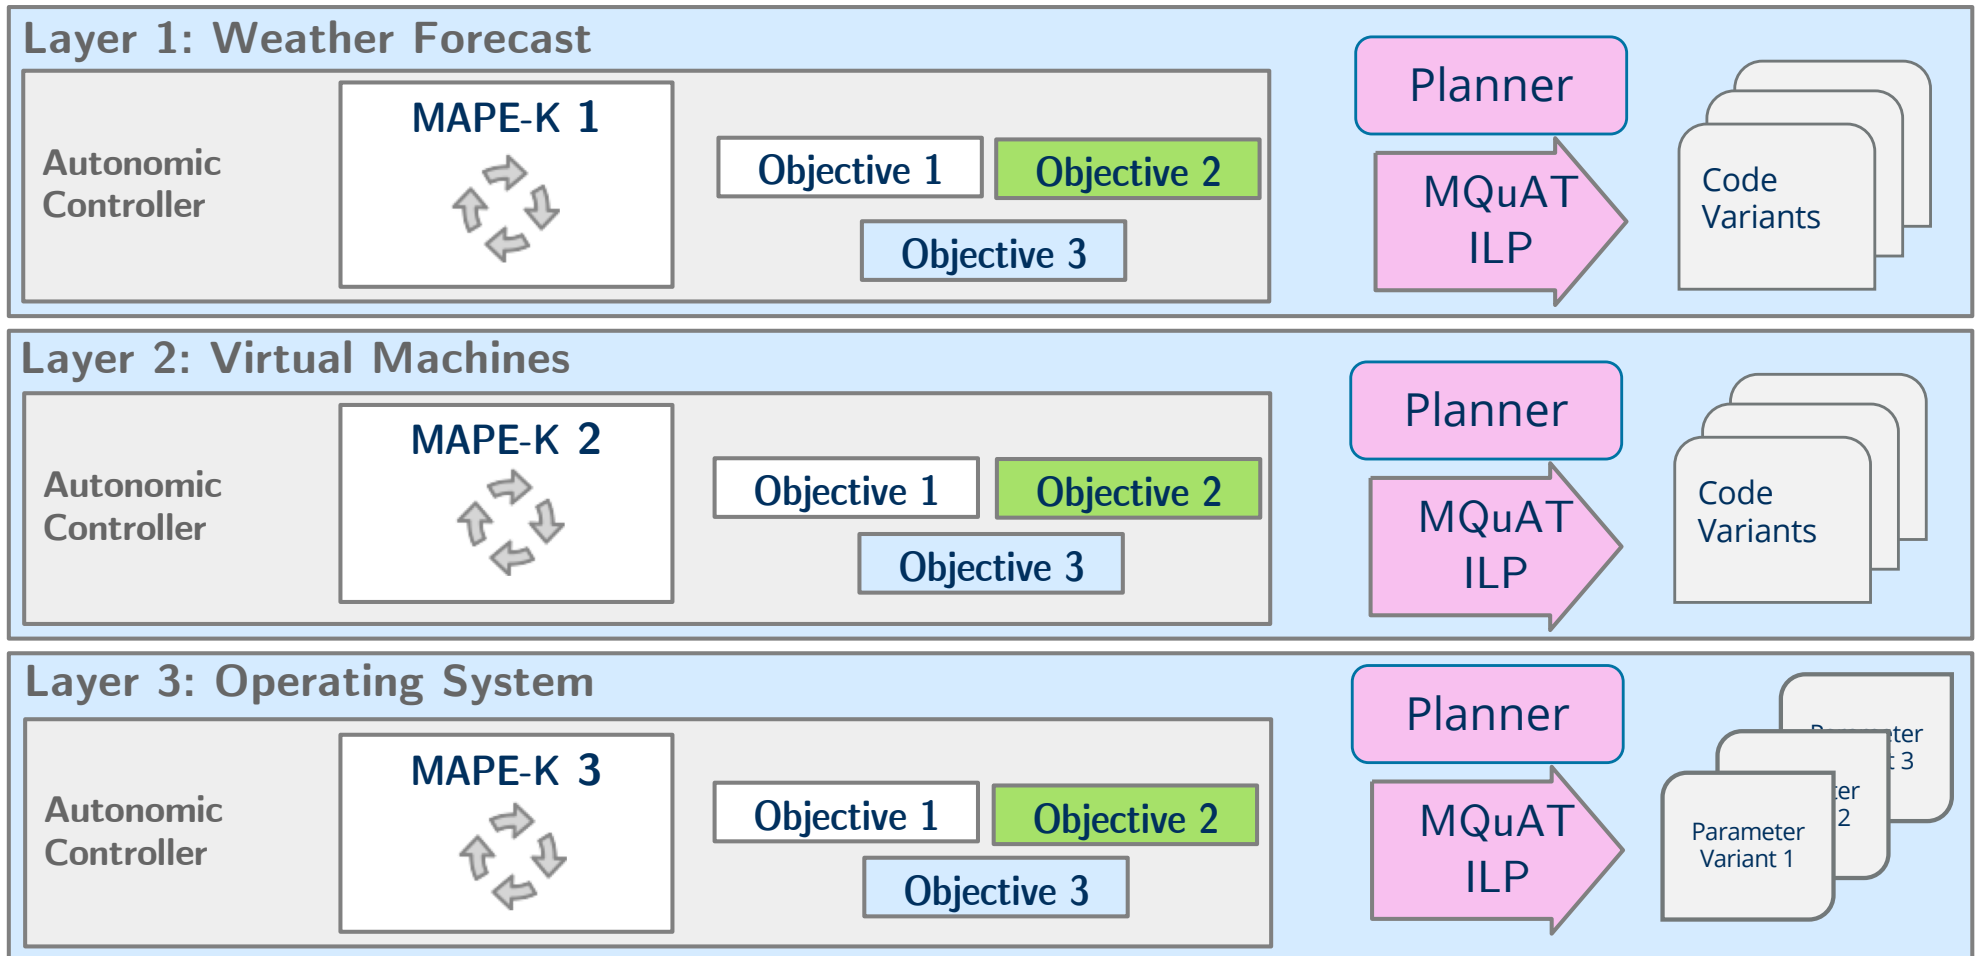 Layer 1: Weather Forecast
Autonomic
Controller
MAPE-K 1
Objective 1
Objective 2
Objective 3
Planner
MQuAT
ILP
Code
Variants
Layer 2: Virtual Machines
Autonomic
Controller
MAPE-K 2
Objective 1
Objective 2
Objective 3
Planner
MQuAT
ILP
Code
Variants
Layer 3: Operating System
Autonomic
Controller
MAPE-K 3
Objective 1
Objective 2
Objective 3
Planner
MQuAT
ILP
Parameter
Variant 1
2
3